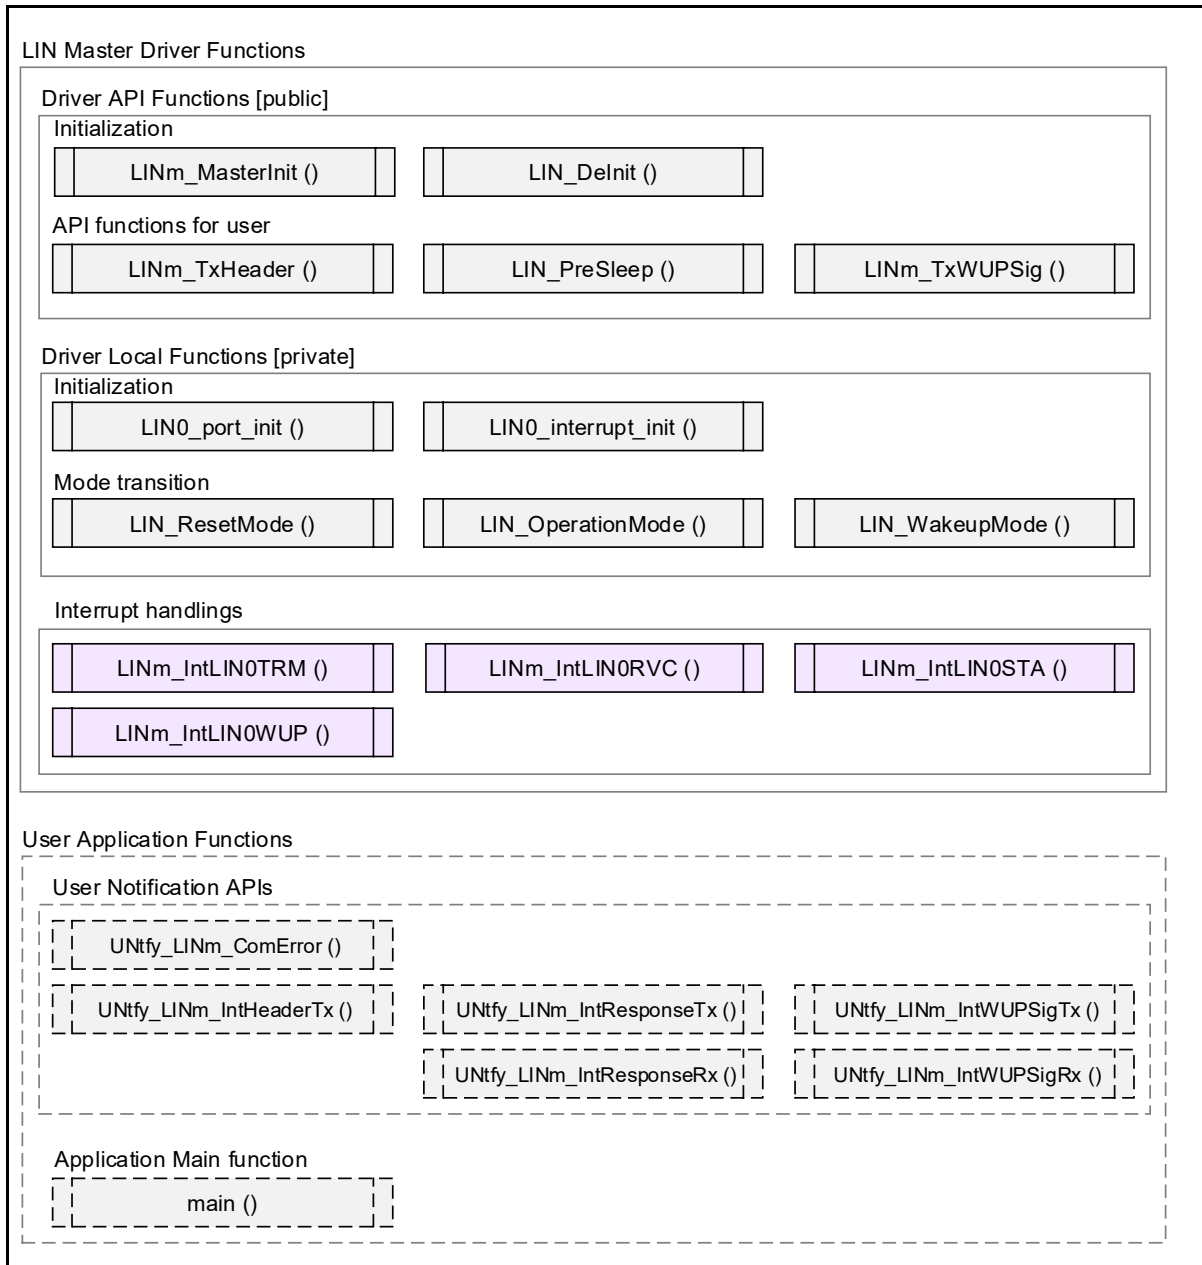 LIN Master Driver Functions
Driver API Functions [public]
Initialization
LINm_MasterInit ()
LIN_DeInit ()
API functions for user
LINm_TxHeader ()
LIN_PreSleep ()
LINm_TxWUPSig ()
Driver Local Functions [private]
Initialization
LIN0_port_init ()
LIN0_interrupt_init ()
Mode transition
LIN_ResetMode ()
LIN_OperationMode ()
LIN_WakeupMode ()
Interrupt handlings
LINm_IntLIN0TRM ()
LINm_IntLIN0RVC ()
LINm_IntLIN0STA ()
LINm_IntLIN0WUP ()
User Application Functions
User Notification APIs
UNtfy_LINm_ComError ()
UNtfy_LINm_IntHeaderTx ()
UNtfy_LINm_IntResponseTx ()
UNtfy_LINm_IntWUPSigTx ()
UNtfy_LINm_IntResponseRx ()
UNtfy_LINm_IntWUPSigRx ()
Application Main function
main ()